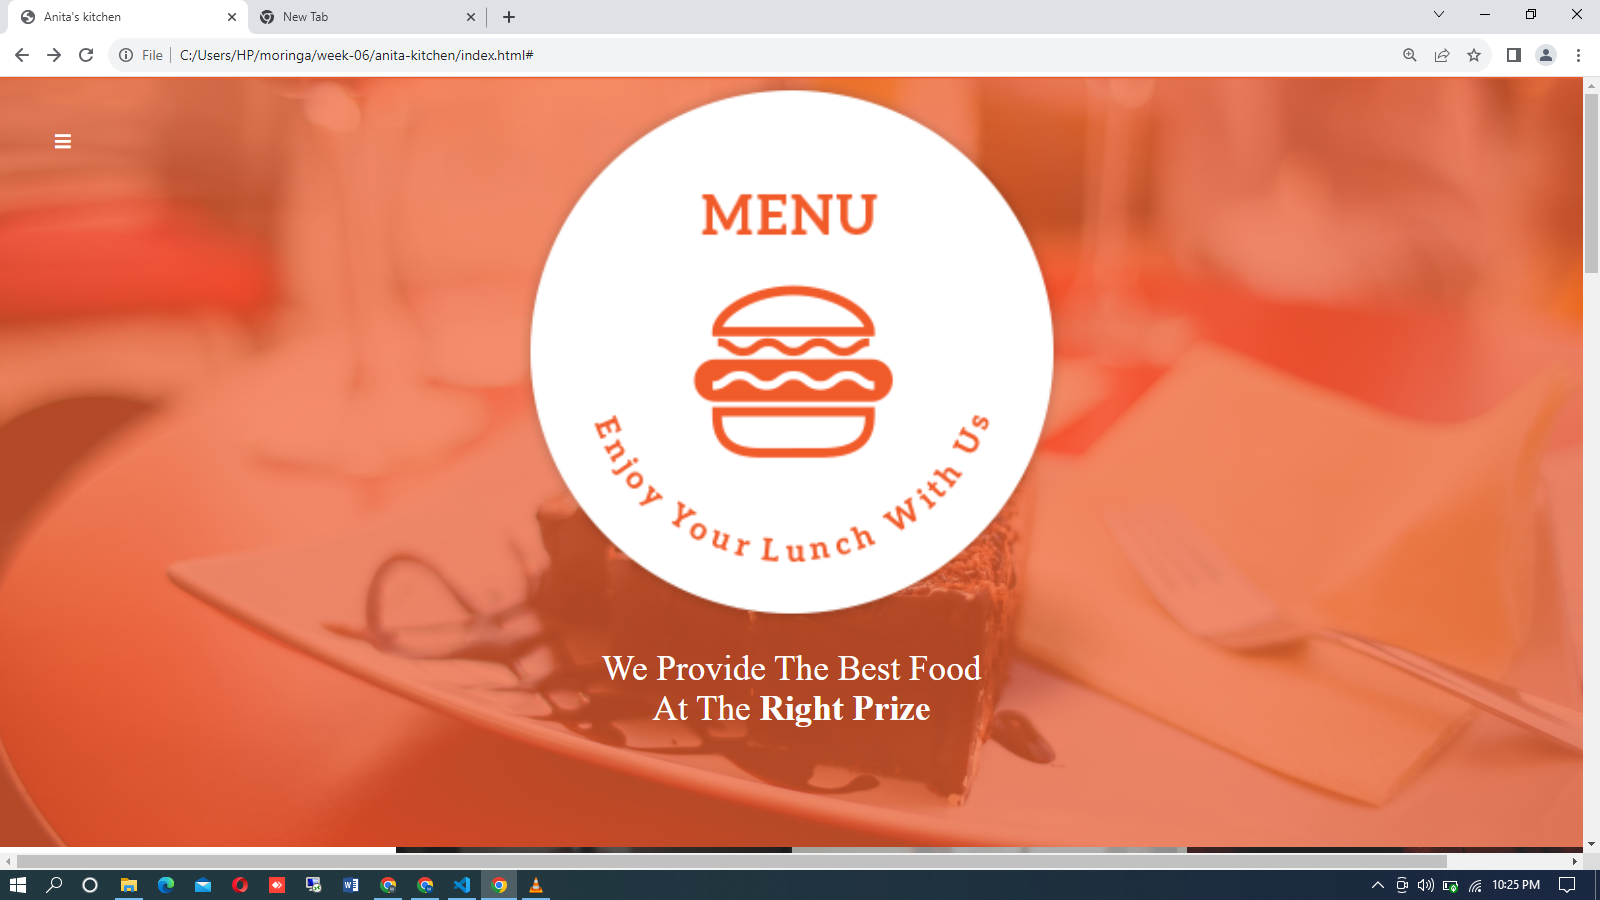 Anita's kitchen
New Tab
File
C:/Users/HP/moringa/week-06/anita-kitchen/index.html#
MENU
Enjoy Your Lunch With Us
We Provide The Best Food
At The Right Prize
10:25 PM